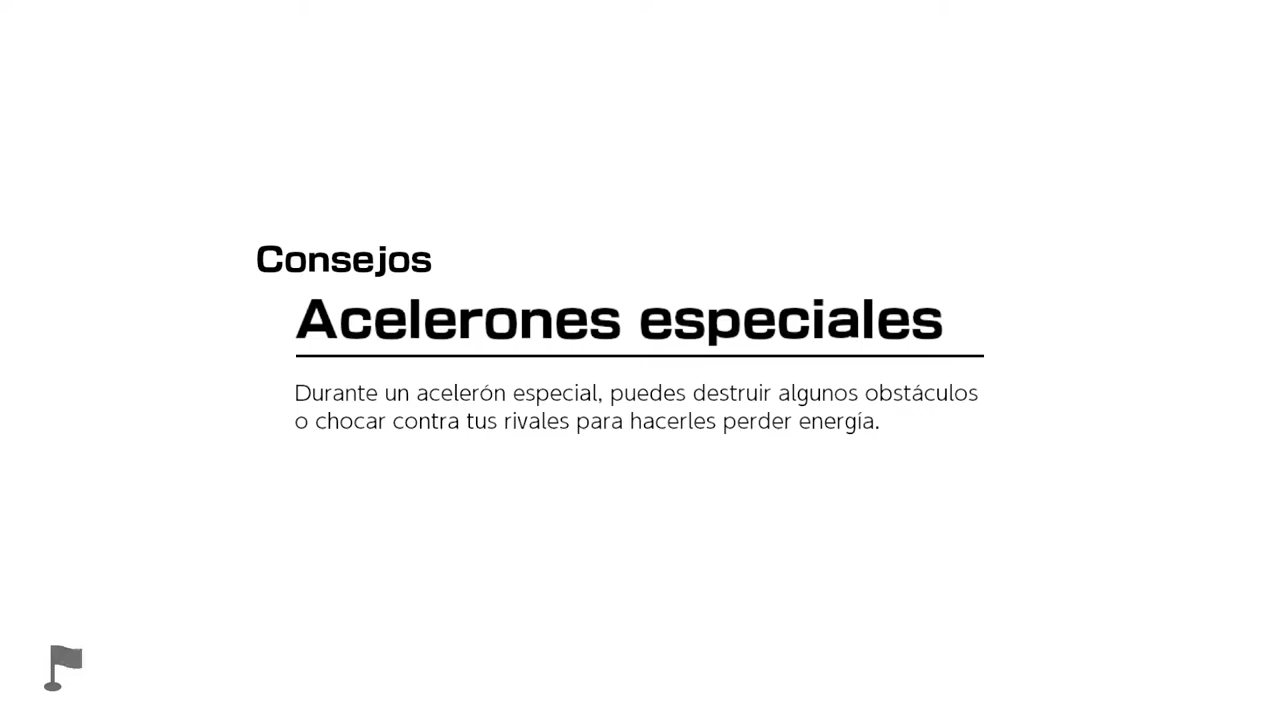 Consejos
Acelerones especiales
Durante un acelerón especial, puedes destruir algunos obstáculos
o chocar contra tus rivales para hacerles perder energía.